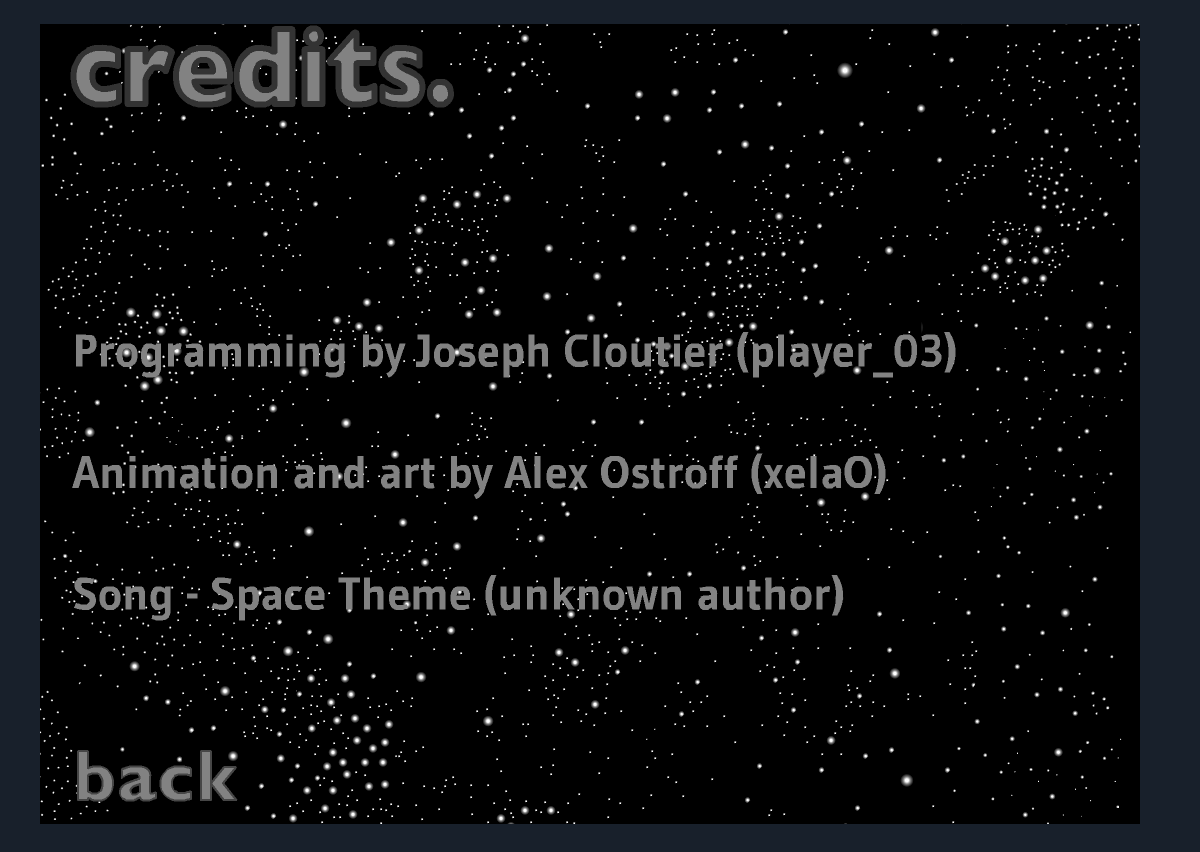 credits.
Programming by Joseph Cloutier (player_03)
Animation and art by Alex Ostroff (xelaO)
Song - Space Theme (unknown author)
back